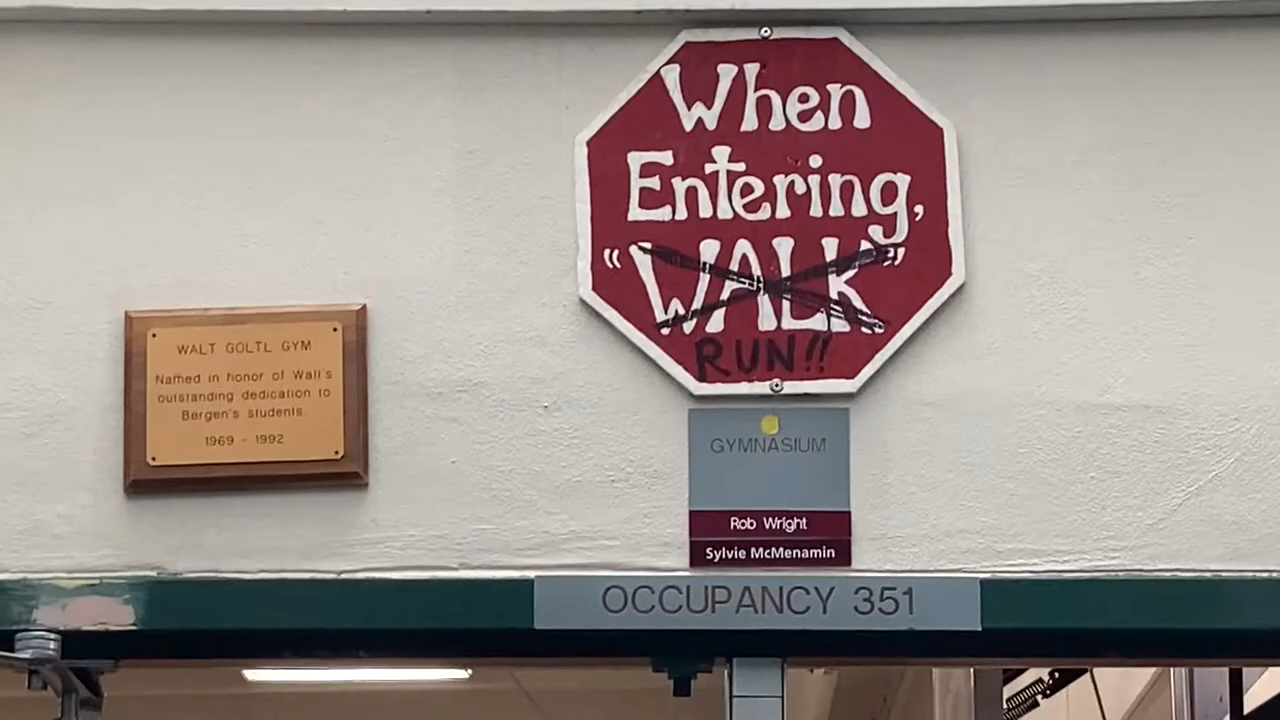 When
Entering,
“WALK”
RUN!!
WALT GOLTL GYM
Named in honor of Walt's
outstanding dedication to
Bergen's students.
1969 - 1992
GYMNASIUM
Rob Wright
Sylvie McMenamin
OCCUPANCY 351